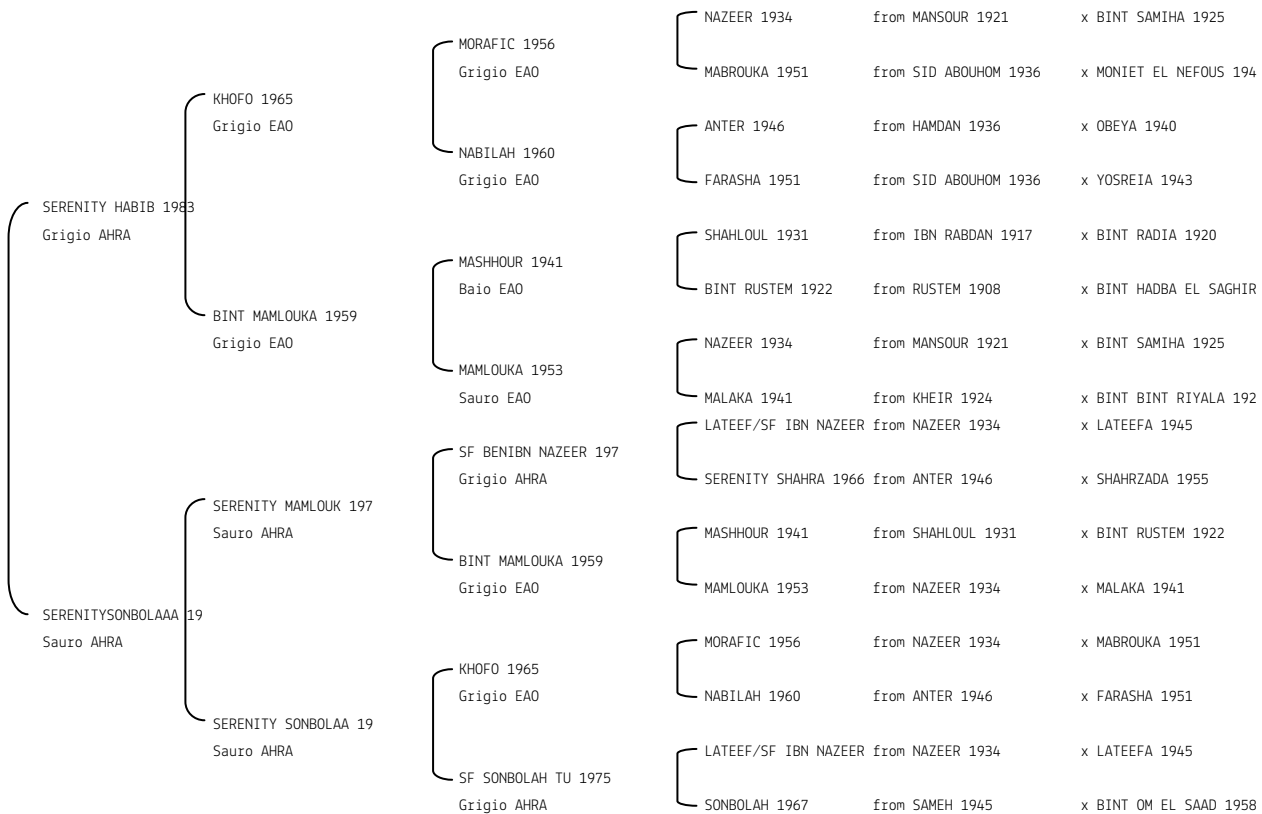 NAZEER 1934 from MANSOUR 1921 x BINT SAMIHA 1925
MORAFIC 1956
Grigio EAO
MABROUKA 1951 from SID ABOUHOM 1936 x MONIET EL NEFOUS 194
KHOFO 1965
Grigio EAO
ANTER 1946 from HAMDAN 1936 x OBEYA 1940
NABILAH 1960
Grigio EAO
FARASHA 1951 from SID ABOUHOM 1936 x YOSREIA 1943
SERENITY HABIB 1983
Grigio AHRA
SHAHLOUL 1931 from IBN RABDAN 1917 x BINT RADIA 1920
MASHHOUR 1941
Baio EAO
BINT RUSTEM 1922 from RUSTEM 1908 x BINT HADBA EL SAGHIR
BINT MAMLOUKA 1959
Grigio EAO
NAZEER 1934 from MANSOUR 1921 x BINT SAMIHA 1925
MAMLOUKA 1953
Sauro EAO
MALAKA 1941 from KHEIR 1924 x BINT BINT RIYALA 192
LATEEF/SF IBN NAZEER from NAZEER 1934 x LATEEFA 1945
SF BENIBN NAZEER 197
Grigio AHRA
SERENITY SHAHRA 1966 from ANTER 1946 x SHAHRZADA 1955
SERENITY MAMLOUK 197
Sauro AHRA
MASHHOUR 1941 from SHAHLOUL 1931 x BINT RUSTEM 1922
BINT MAMLOUKA 1959
Grigio EAO
MAMLOUKA 1953 from NAZEER 1934 x MALAKA 1941
SERENITYSONBOLAAA 19
Sauro AHRA
MORAFIC 1956 from NAZEER 1934 x MABROUKA 1951
KHOFO 1965
Grigio EAO
NABILAH 1960 from ANTER 1946 x FARASHA 1951
SERENITY SONBOLAA 19
Sauro AHRA
LATEEF/SF IBN NAZEER from NAZEER 1934 x LATEEFA 1945
SF SONBOLAH TU 1975
Grigio AHRA
SONBOLAH 1967 from SAMEH 1945 x BINT OM EL SAAD 1958